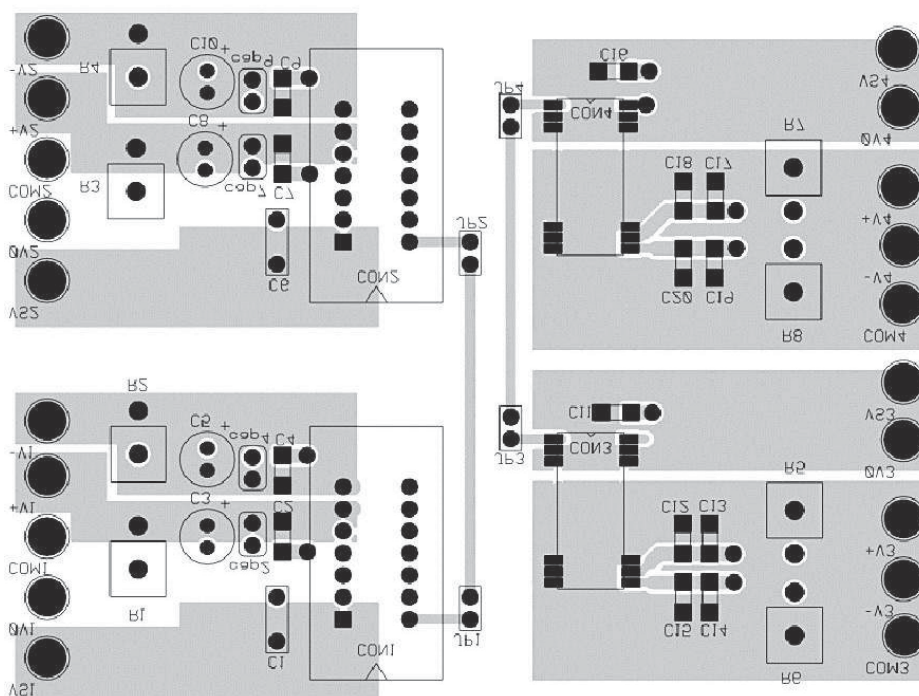 -V2
R4
C10
+
cap9
C9
+V2
C8
+
COM2
R3
cap7
C7
0V2
VS2
C6
CON2
JP2
R2
-V1
C5
+
cap4
C4
+V1
C3
+
C2
COM1
cap2
R1
0V1
VS1
C1
CON1
JP1
C16
VS4
JP4
CON4
R7
0V4
C18
C17
+V4
-V4
C20
C19
R8
COM4
C11
VS3
JP3
CON3
R5
0V3
C12
C13
+V3
-V3
C15
C14
R6
COM3